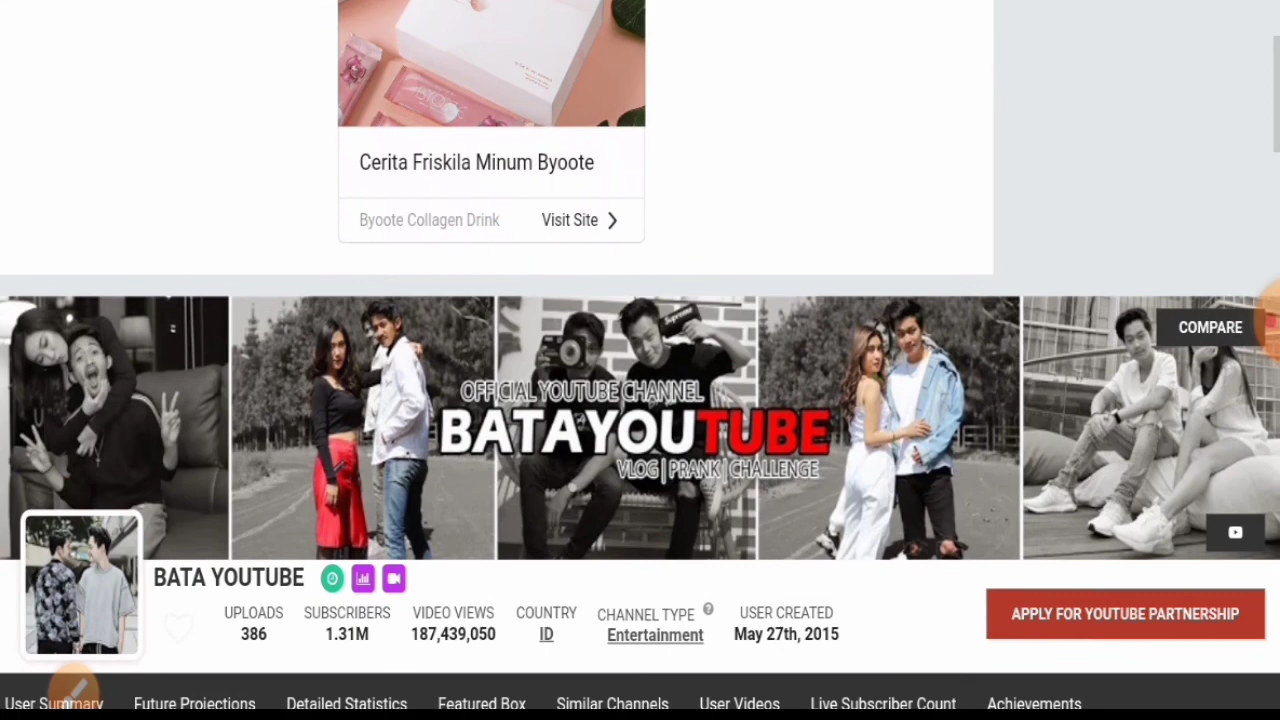 Cerita Friskila Minum Byoote
Byoote Collagen Drink Visit Site
COMPARE
Supreme
OFFICIAL YOUTUBE CHANNEL
BATAYOUTUBE
VLOG | PRANK | CHALLENGE
BATA YOUTUBE
UPLOADS SUBSCRIBERS VIDEO VIEWS COUNTRY CHANNEL TYPE ? USER CREATED
386 1.31M 187,439,050 ID Entertainment May 27th, 2015
APPLY FOR YOUTUBE PARTNERSHIP
User Summary Future Projections Detailed Statistics Featured Box Similar Channels User Videos Live Subscriber Count Achievements